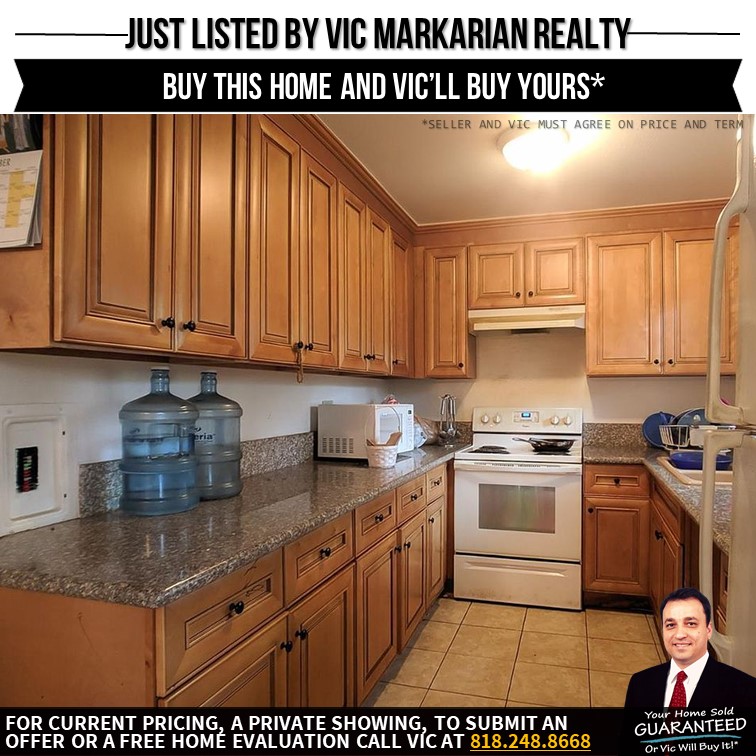 JUST LISTED BY VIC MARKARIAN REALTY
BUY THIS HOME AND VIC'LL BUY YOURS*
*SELLER AND VIC MUST AGREE ON PRICE AND TERM
BER
eria
Your Home Sold
GUARANTEED
Or Vic Will Buy It!
FOR CURRENT PRICING, A PRIVATE SHOWING, TO SUBMIT AN
OFFER OR A FREE HOME EVALUATION CALL VIC AT 818.248.8668